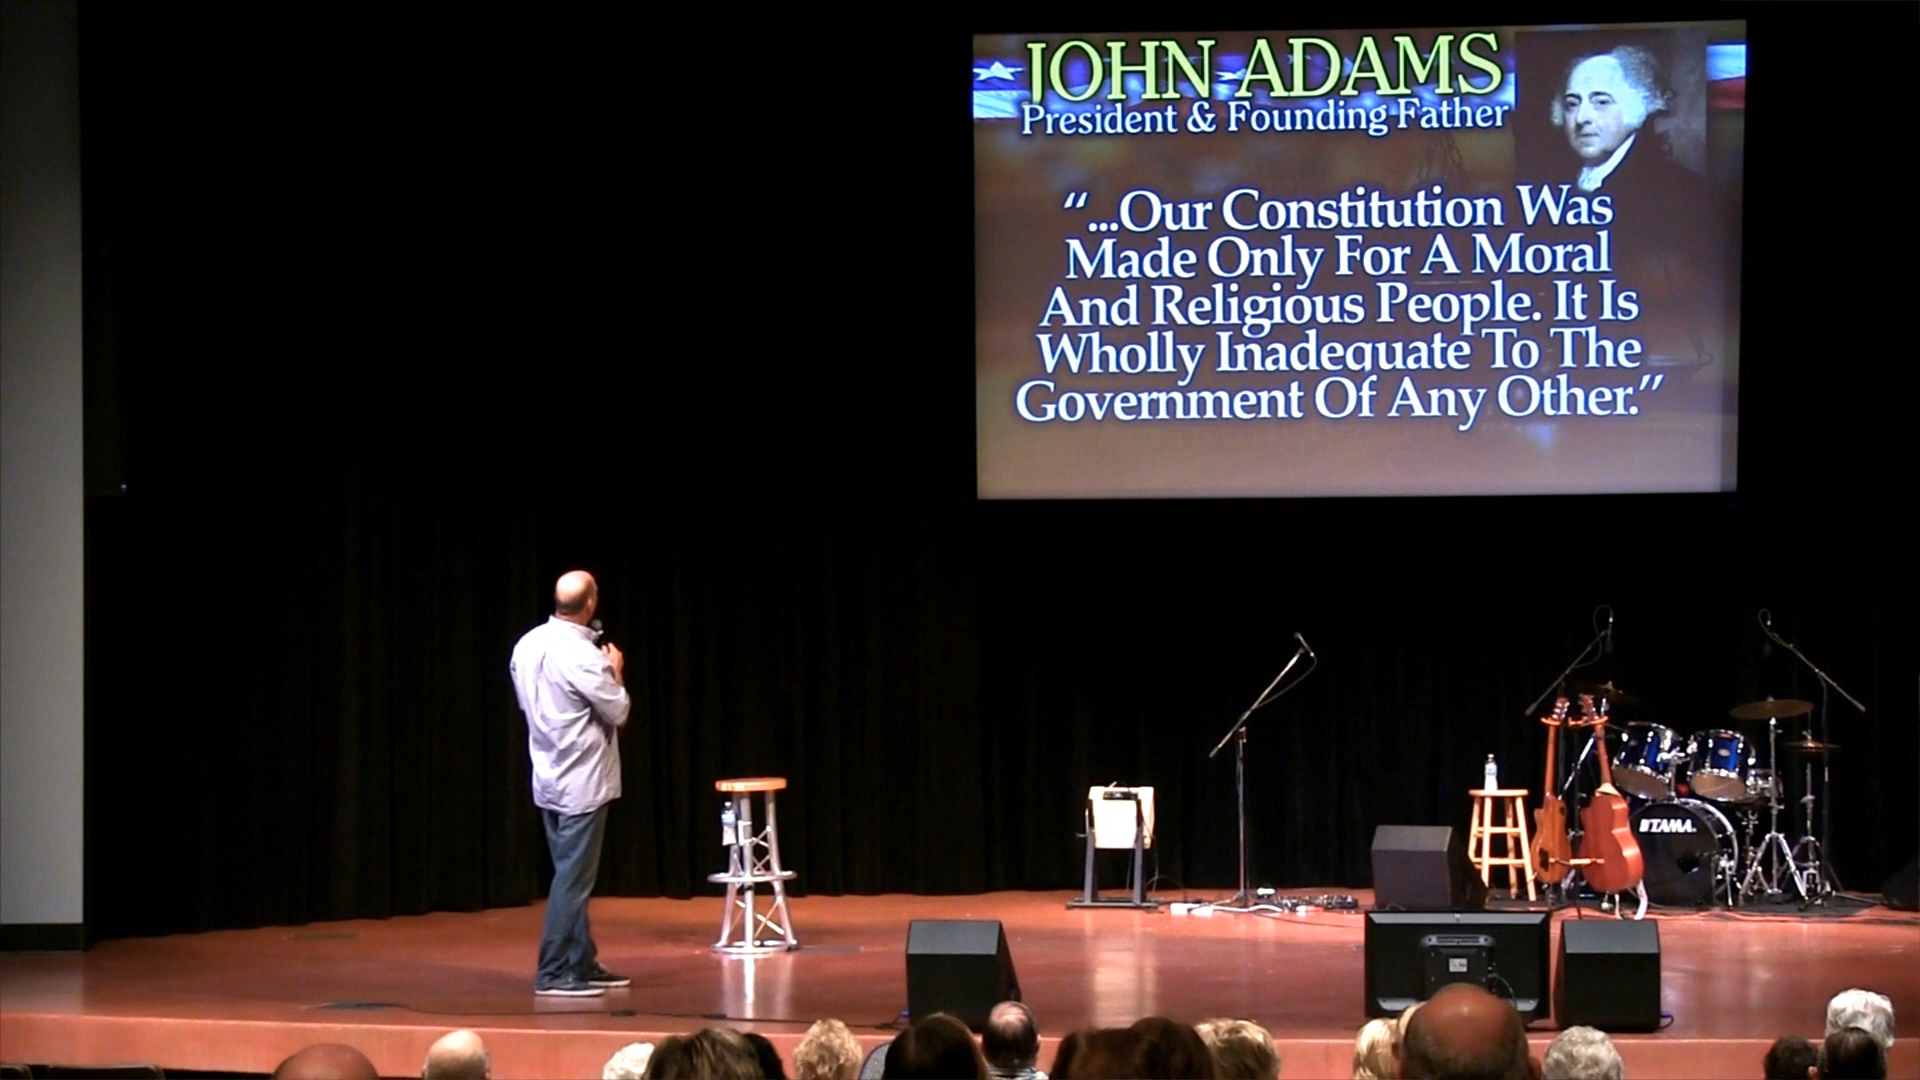 JOHN ADAMS
President & Founding Father
“...Our Constitution Was
Made Only For A Moral
And Religious People. It Is
Wholly Inadequate To The
Government Of Any Other.”
TAMA